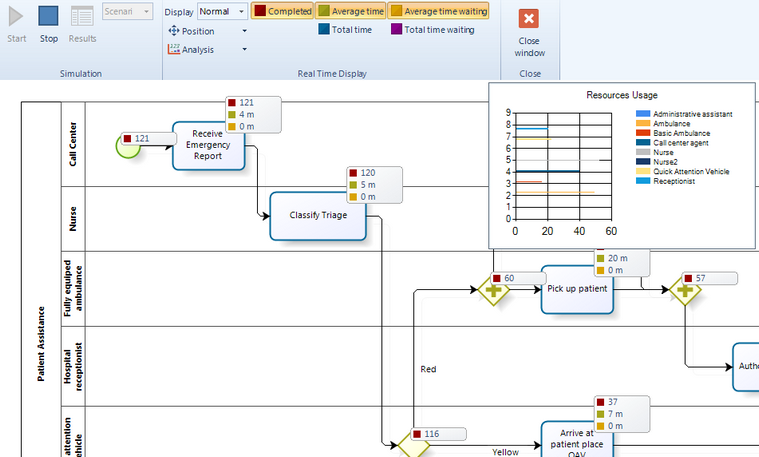 Start
Stop
Results
Scenari
Simulation
Display
Normal
Position
Analysis
Completed
Average time
Average time waiting
Total time
Total time waiting
Real Time Display
Close
window
Close
Resources Usage
9
8
7
6
5
4
3
2
1
0
0 20 40 60
Administrative assistant
Ambulance
Basic Ambulance
Call center agent
Nurse
Nurse2
Quick Attention Vehicle
Receptionist
Patient Assistance
Call Center
121
Receive
Emergency
Report
121
4 m
0 m
Nurse
Classify Triage
120
5 m
0 m
Fully equiped
ambulance
60
Pick up patient
20 m
0 m
57
Hospital
receptionist
Red
Autho
attention
116
Yellow
Arrive at
patient place
QAV
37
7 m
0 m